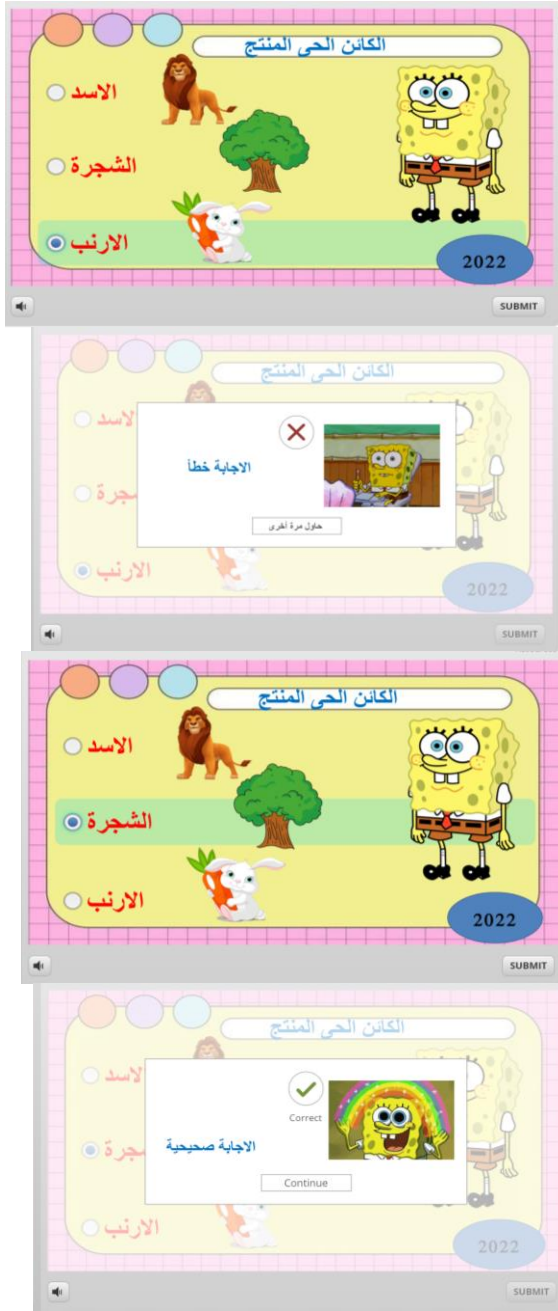 الكائن الحى المنتج
الاسد
الشجرة
الارنب
2022
SUBMIT
الكائن الحى المنتج
الاسد
الاجابة خطأ
حاول مرة أخرى
الارنب
2022
SUBMIT
الكائن الحى المنتج
الاسد
الشجرة
الارنب
2022
SUBMIT
الكائن الحى المنتج
Correct
الاجابة صحيحية
Continue
الارنب
2022
SUBMIT